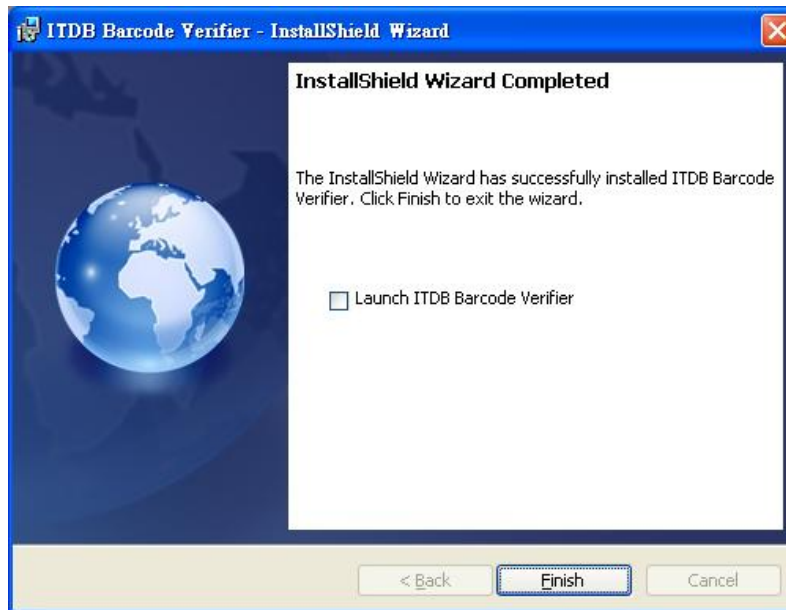 ITDB Barcode Verifier - InstallShield Wizard
InstallShield Wizard Completed
The InstallShield Wizard has successfully installed ITDB Barcode
Verifier. Click Finish to exit the wizard.
Launch ITDB Barcode Verifier
< Back
Finish
Cancel